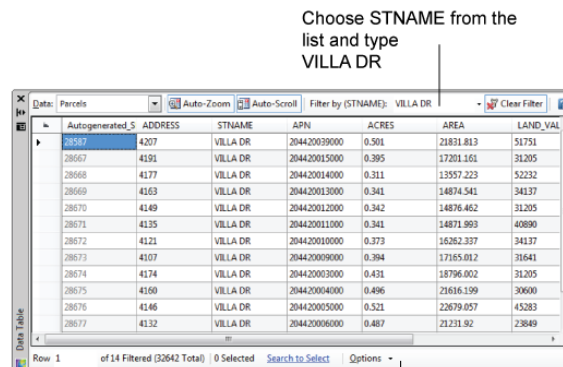 Choose STNAME from the
list and type
VILLA DR
Data: Parcels Auto-Zoom Auto-Scroll Filter by (STNAME): VILLA DR Clear Filter
Autogenerated_S ADDRESS STNAME APN ACRES AREA LAND_VAL
28587 4207 VILLA DR 204420039000 0.501 21831.813 51751
28667 4191 VILLA DR 204420015000 0.395 17201.161 31205
28668 4177 VILLA DR 204420014000 0.311 13557.223 52232
28669 4163 VILLA DR 204420013000 0.341 14874.541 34137
28670 4149 VILLA DR 204420012000 0.342 14876.462 31205
28671 4135 VILLA DR 204420011000 0.341 14871.993 40890
28672 4121 VILLA DR 204420010000 0.373 16262.337 34137
28673 4107 VILLA DR 204420009000 0.394 17165.012 31641
28674 4174 VILLA DR 204420003000 0.431 18796.002 31205
28675 4160 VILLA DR 204420004000 0.496 21616.199 30600
28676 4146 VILLA DR 204420005000 0.521 22679.057 45283
28677 4132 VILLA DR 204420006000 0.487 21231.92 23849
Data Table
Row 1 of 14 Filtered (32642 Total) 0 Selected Search to Select Options